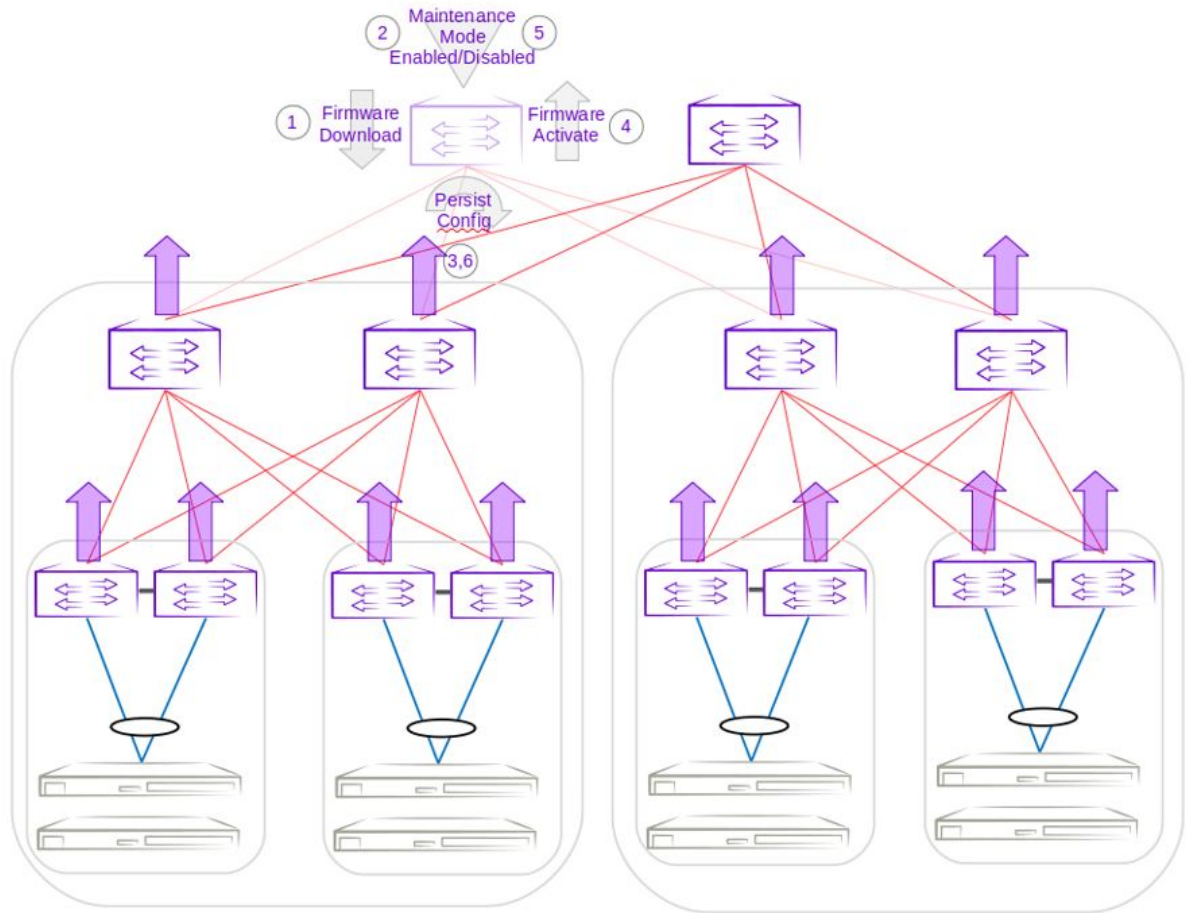 2
Maintenance
Mode
Enabled/Disabled
5
1
Firmware
Download
Firmware
Activate
4
Persist
Config
3,6